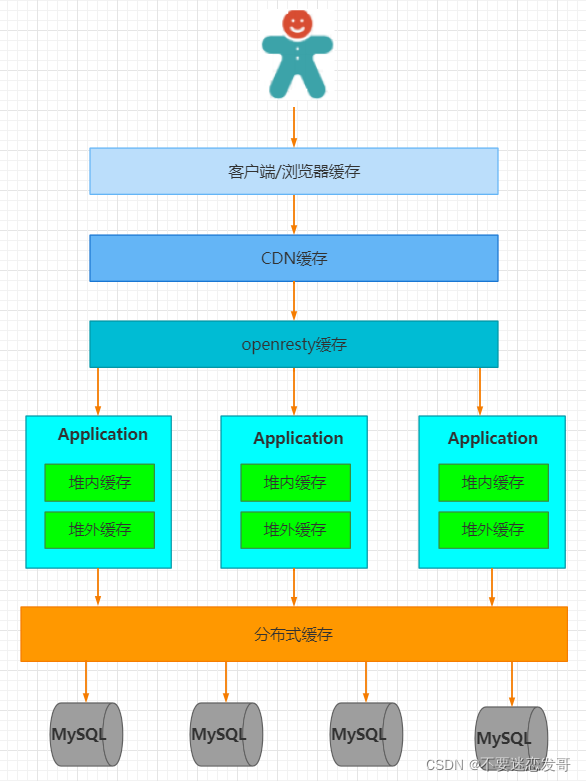 客户端/浏览器缓存
CDN缓存
openresty缓存
Application
Application
Application
堆内缓存
堆内缓存
堆内缓存
堆外缓存
堆外缓存
堆外缓存
分布式缓存
MySQL
MySQL
MySQL
MySQL
CSDN @不要迷恋发哥